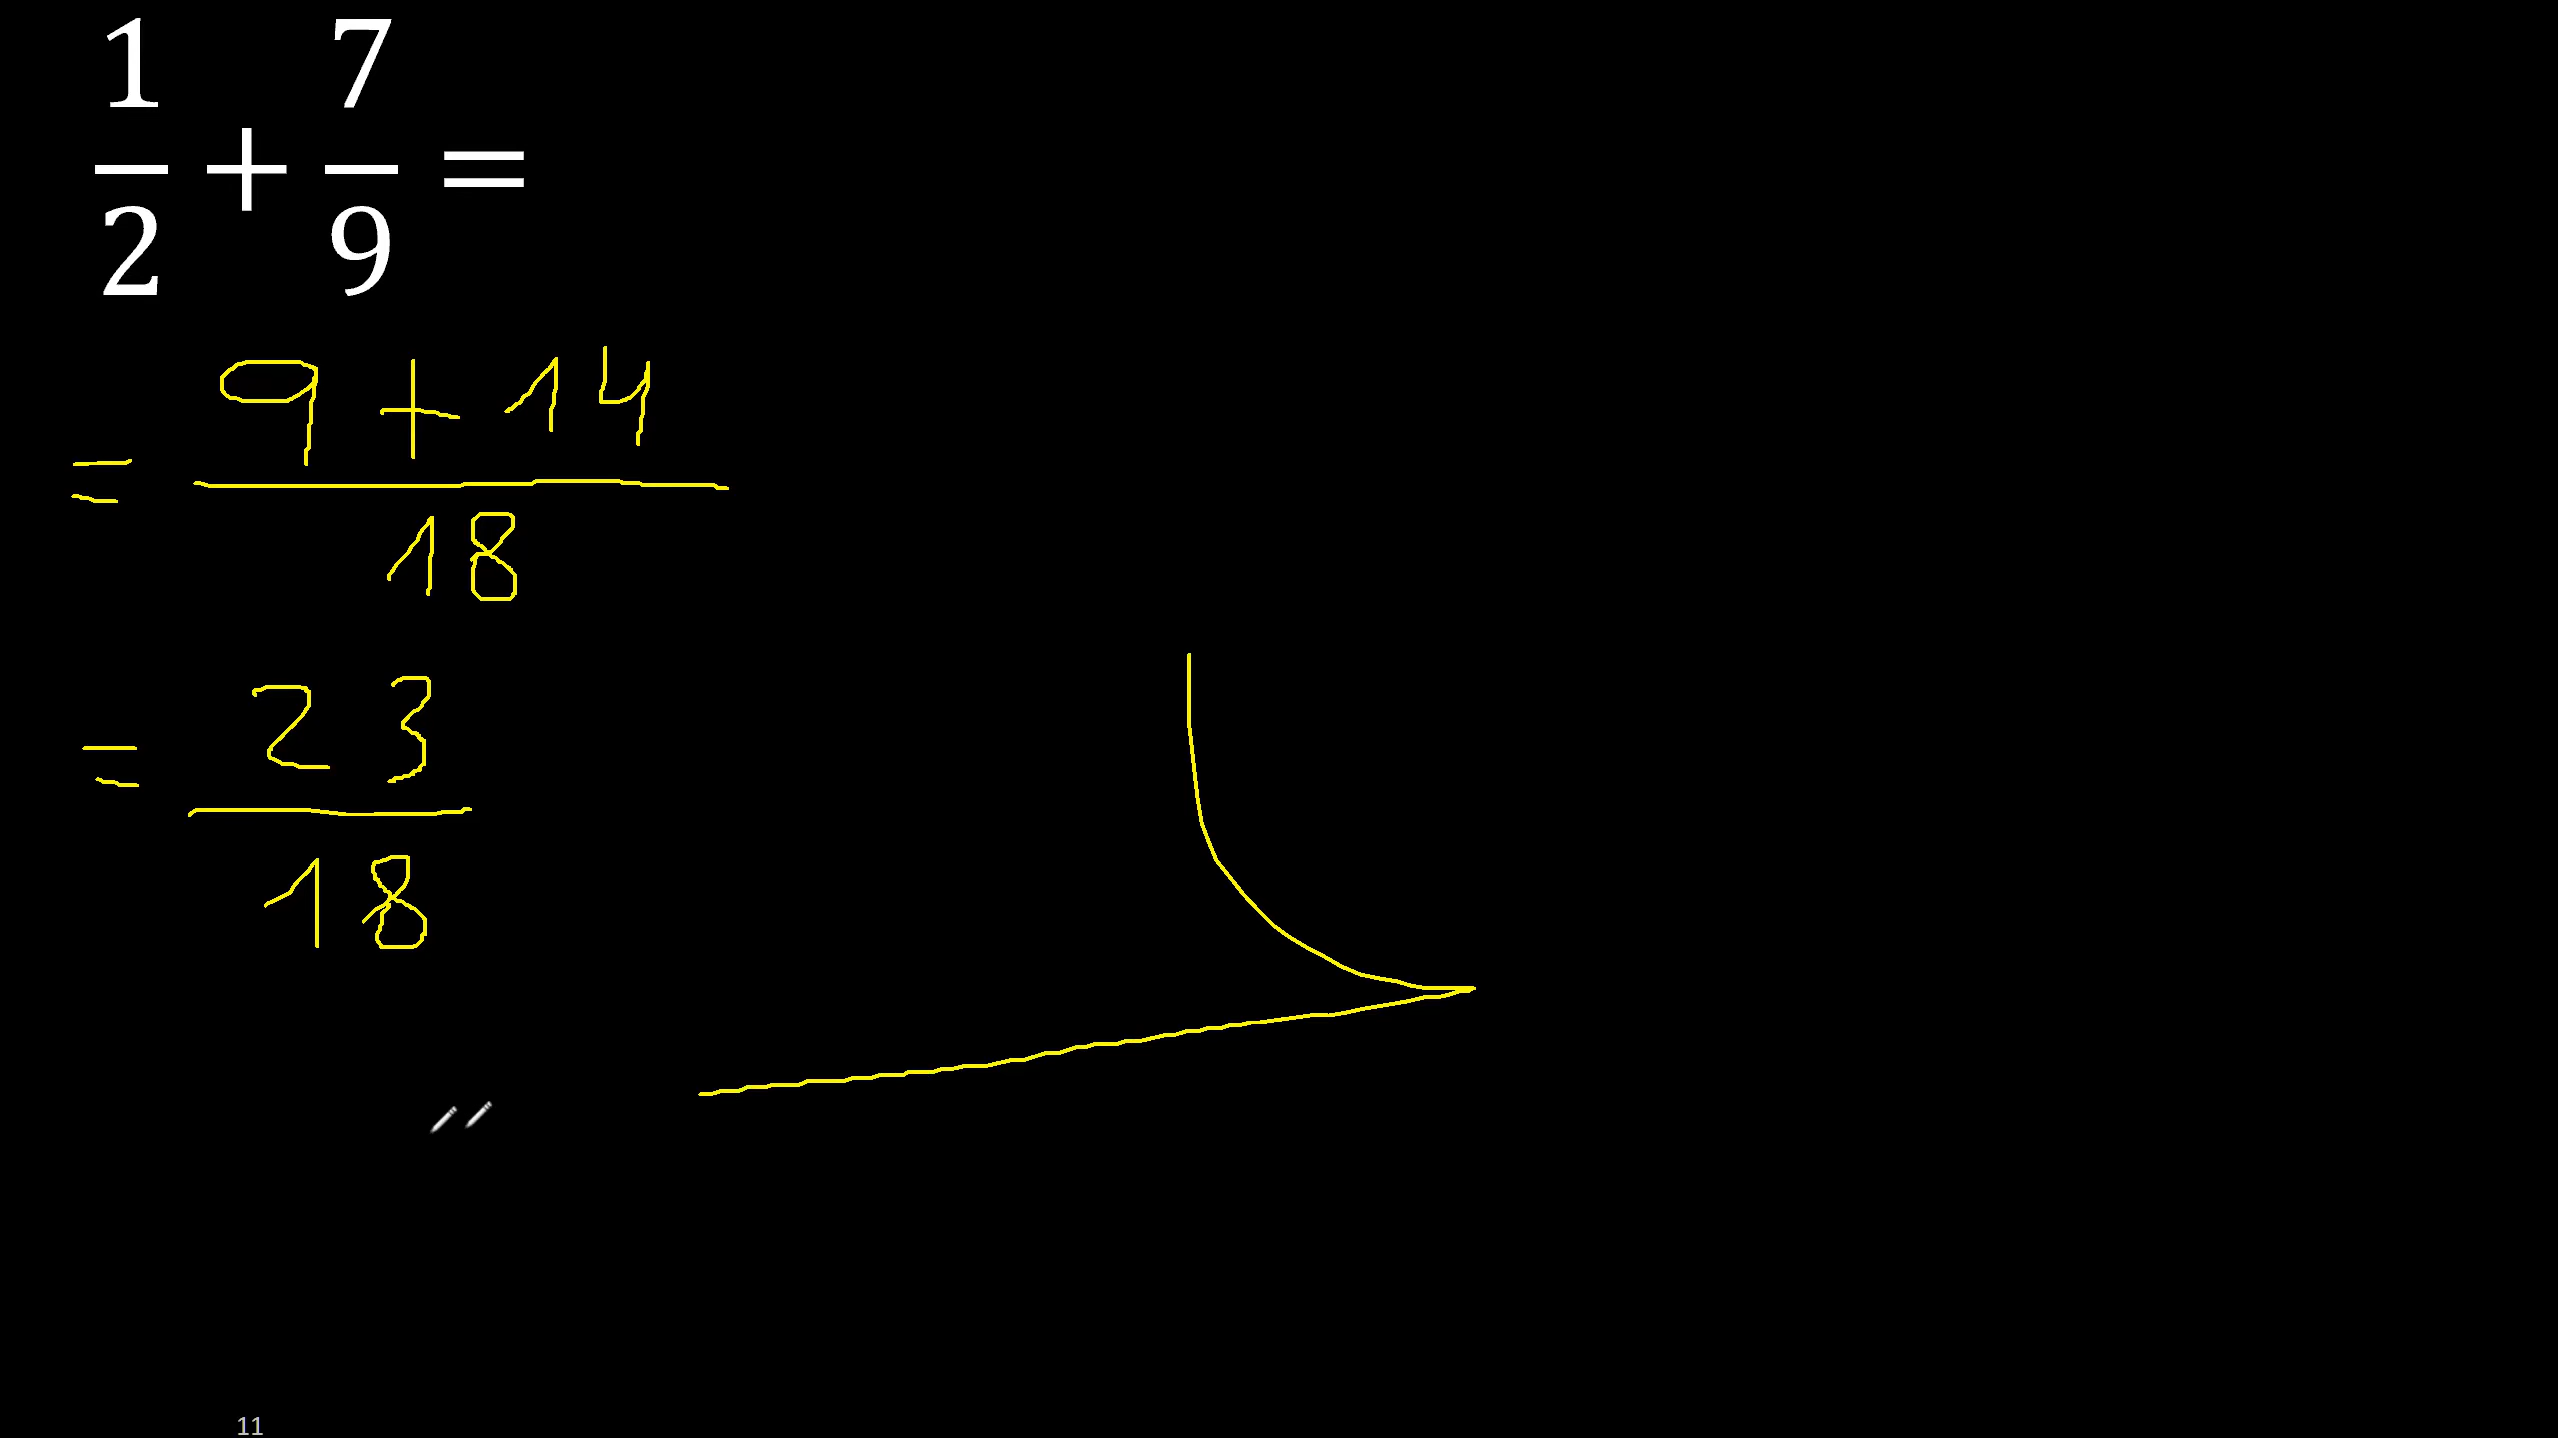 1/2 + 7/9 =
= (9 + 14)/18
= 23/18
11